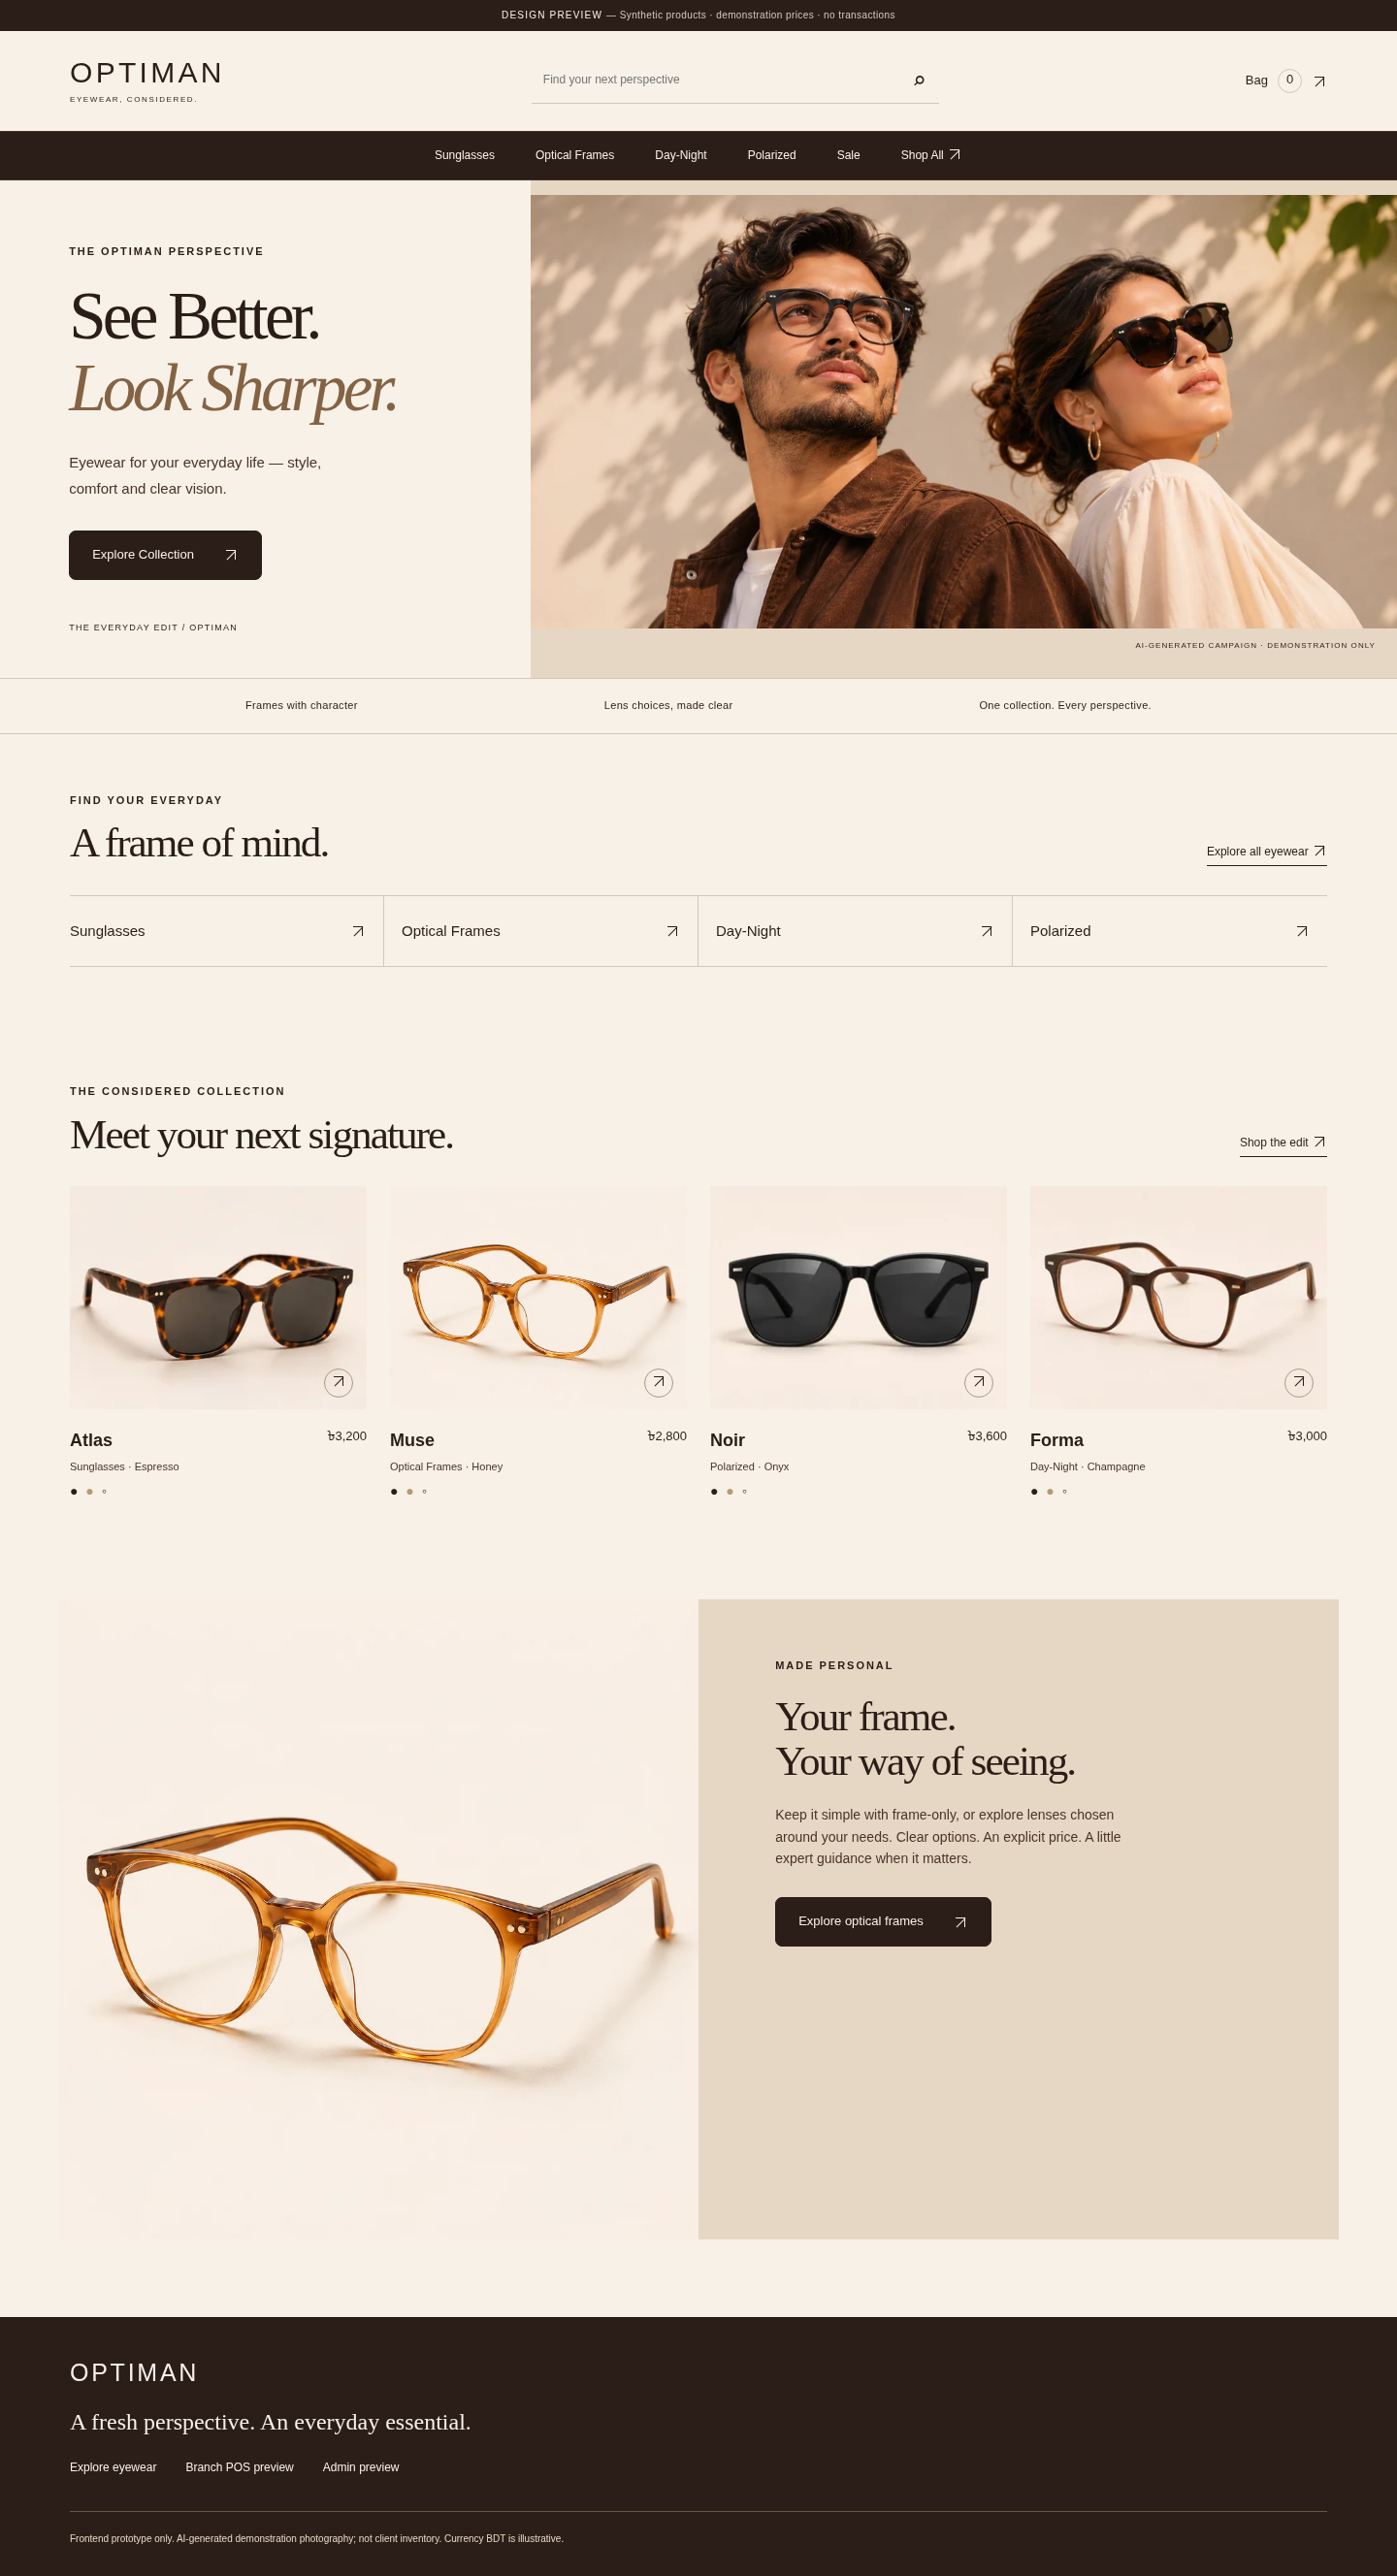 DESIGN PREVIEW — Synthetic products · demonstration prices · no transactions
OPTIMAN
EYEWEAR, CONSIDERED.
Find your next perspective
Bag 0
Sunglasses Optical Frames Day-Night Polarized Sale Shop All
THE OPTIMAN PERSPECTIVE
See Better.
Look Sharper.
Eyewear for your everyday life — style,
comfort and clear vision.
Explore Collection
THE EVERYDAY EDIT / OPTIMAN
AI-GENERATED CAMPAIGN · DEMONSTRATION ONLY
Frames with character
Lens choices, made clear
One collection. Every perspective.
FIND YOUR EVERYDAY
A frame of mind.
Explore all eyewear
Sunglasses
Optical Frames
Day-Night
Polarized
THE CONSIDERED COLLECTION
Meet your next signature.
Shop the edit
Atlas ৳3,200
Sunglasses · Espresso
Muse ৳2,800
Optical Frames · Honey
Noir ৳3,600
Polarized · Onyx
Forma ৳3,000
Day-Night · Champagne
MADE PERSONAL
Your frame.
Your way of seeing.
Keep it simple with frame-only, or explore lenses chosen
around your needs. Clear options. An explicit price. A little
expert guidance when it matters.
Explore optical frames
OPTIMAN
A fresh perspective. An everyday essential.
Explore eyewear Branch POS preview Admin preview
Frontend prototype only. AI-generated demonstration photography; not client inventory. Currency BDT is illustrative.